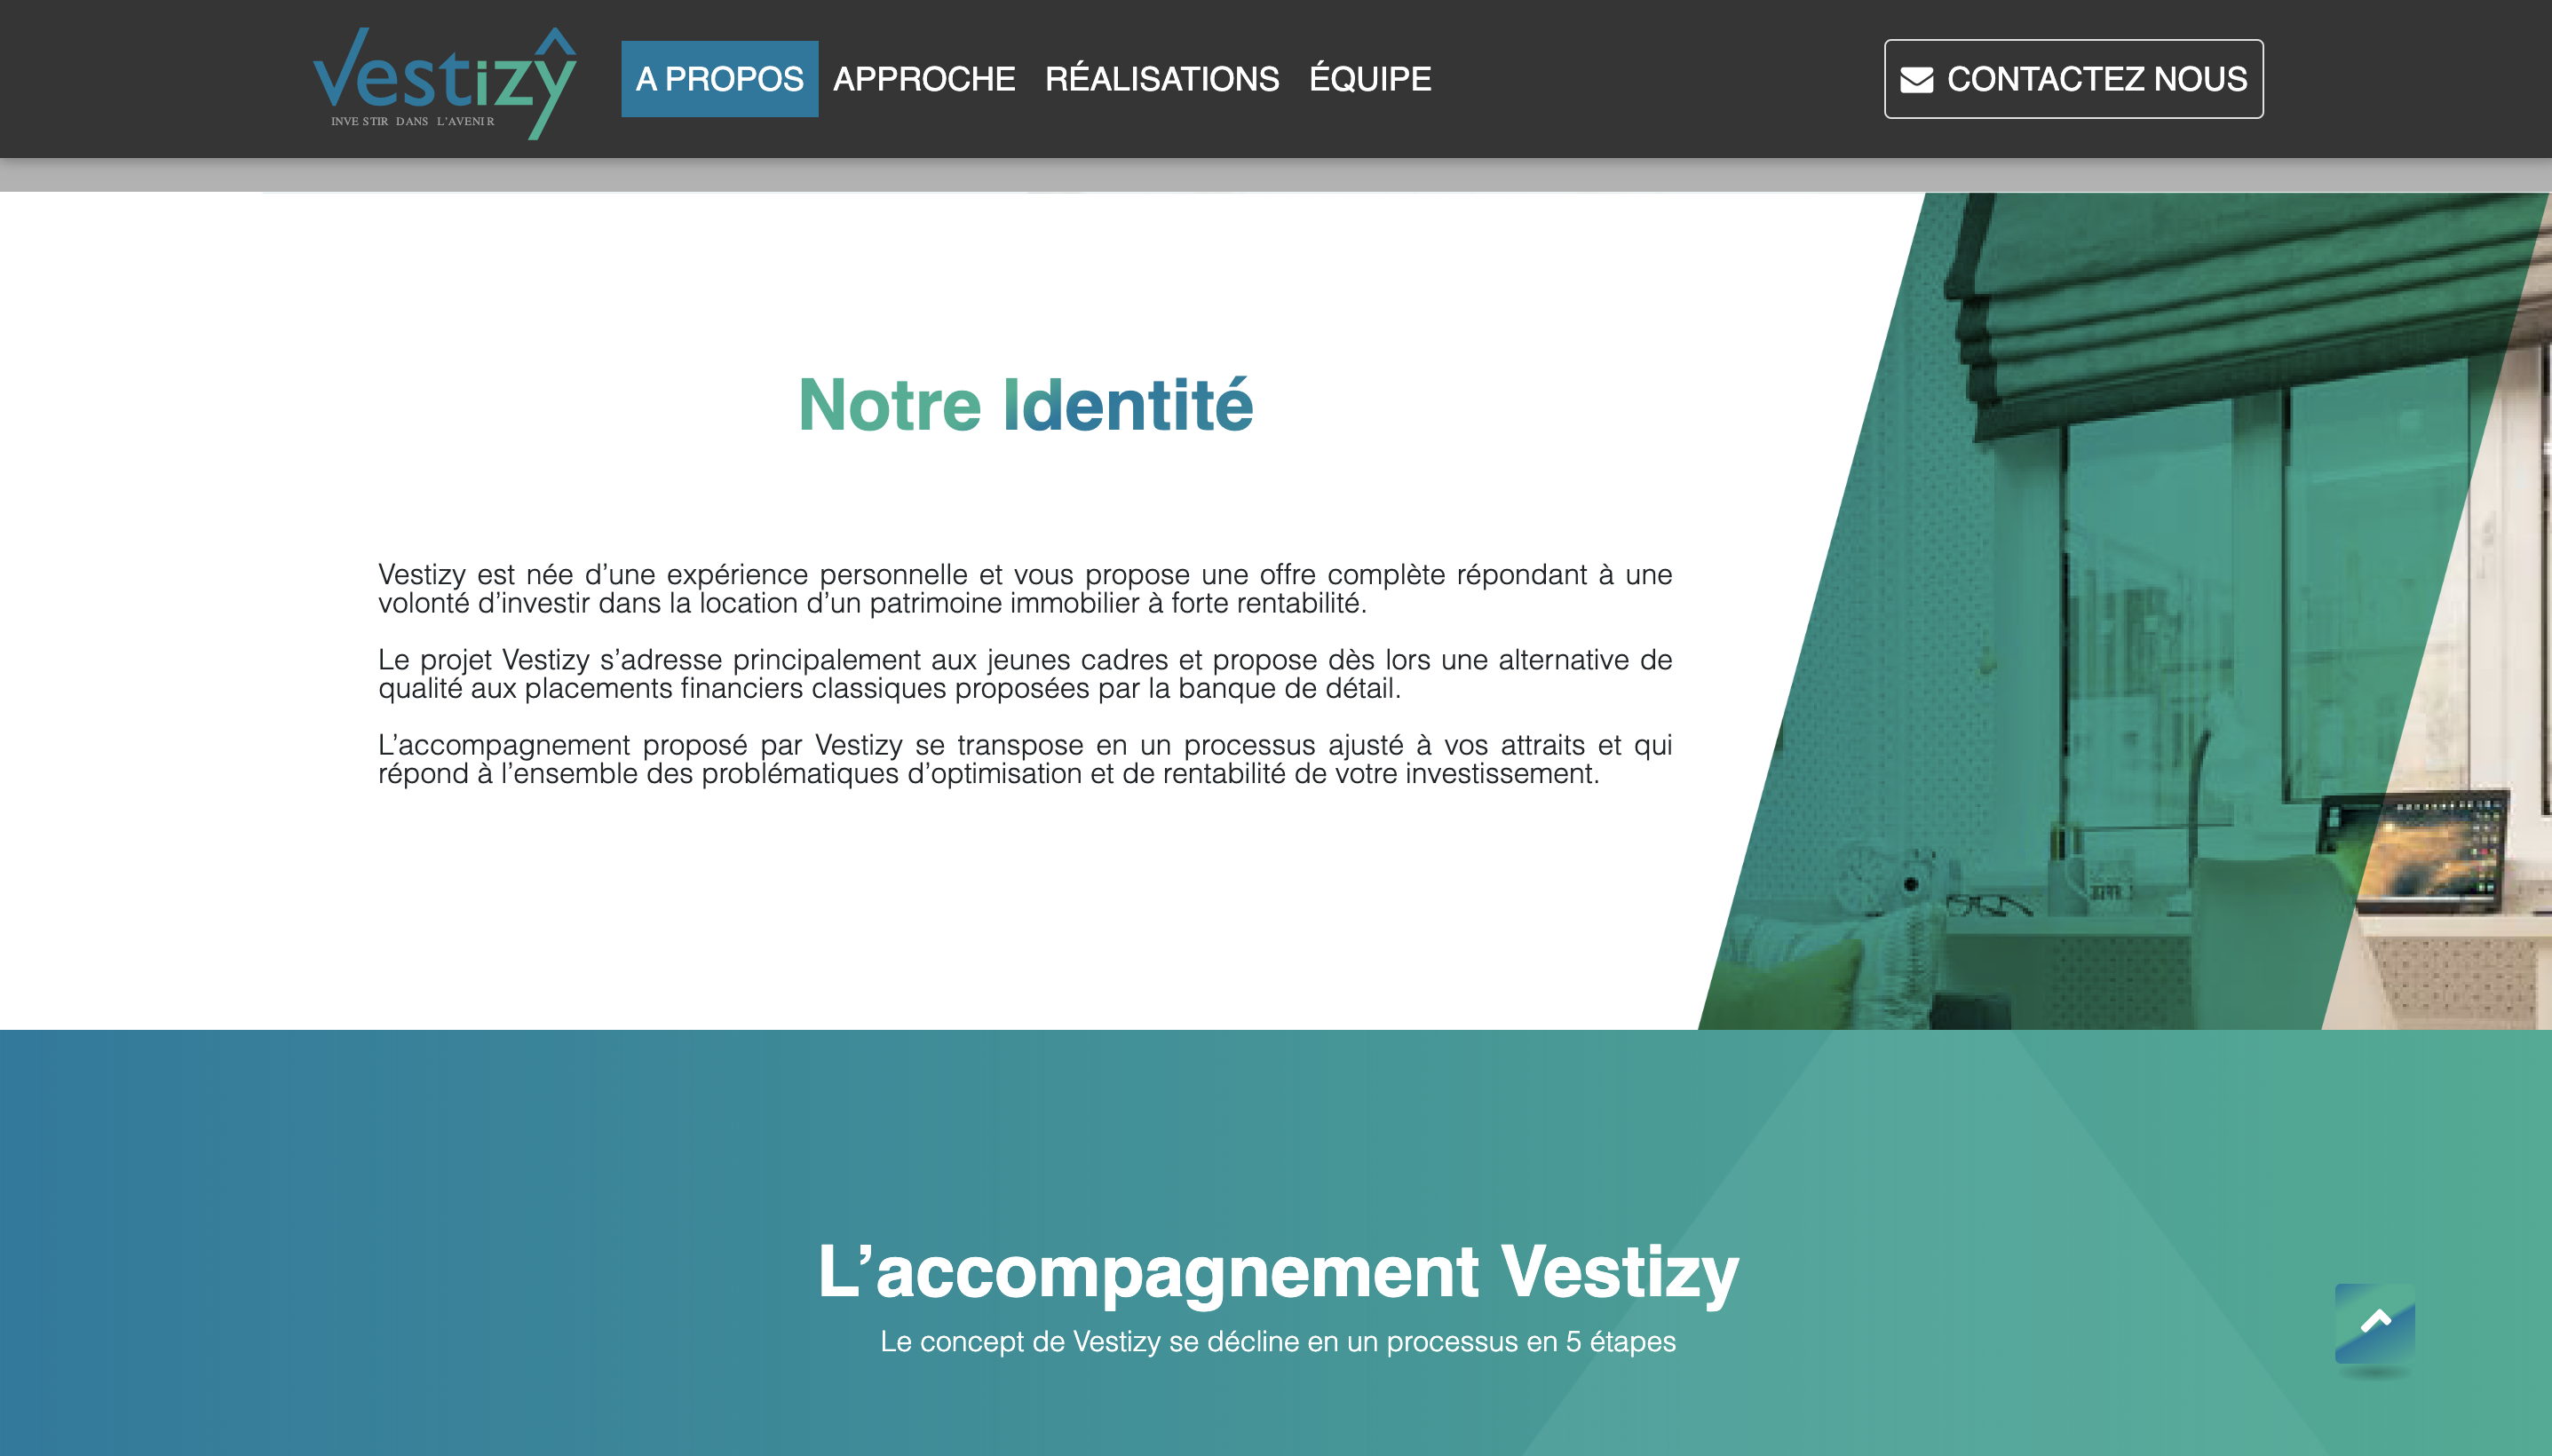 Vestizy
INVESTIR DANS L'AVENIR
A PROPOS APPROCHE RÉALISATIONS ÉQUIPE
CONTACTEZ NOUS
Notre Identité
Vestizy est née d’une expérience personnelle et vous propose une offre complète répondant à une
volonté d’investir dans la location d’un patrimoine immobilier à forte rentabilité.
Le projet Vestizy s’adresse principalement aux jeunes cadres et propose dès lors une alternative de
qualité aux placements financiers classiques proposées par la banque de détail.
L’accompagnement proposé par Vestizy se transpose en un processus ajusté à vos attraits et qui
répond à l’ensemble des problématiques d’optimisation et de rentabilité de votre investissement.
L’accompagnement Vestizy
Le concept de Vestizy se décline en un processus en 5 étapes